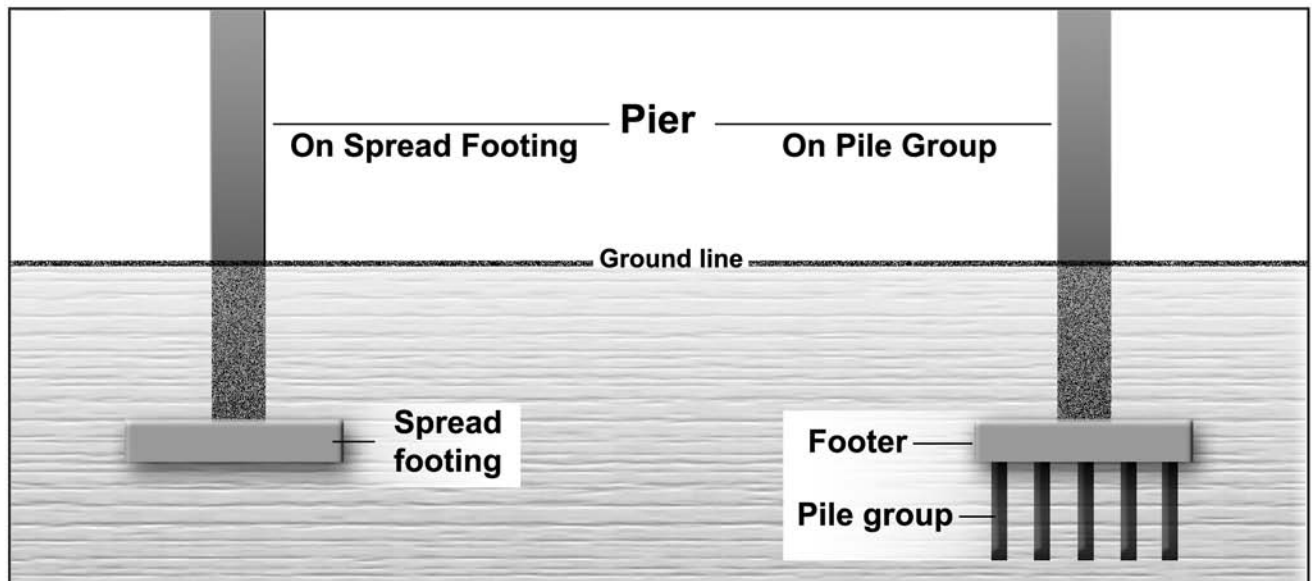 Pier
On Spread Footing
On Pile Group
Ground line
Spread
footing
Footer
Pile group